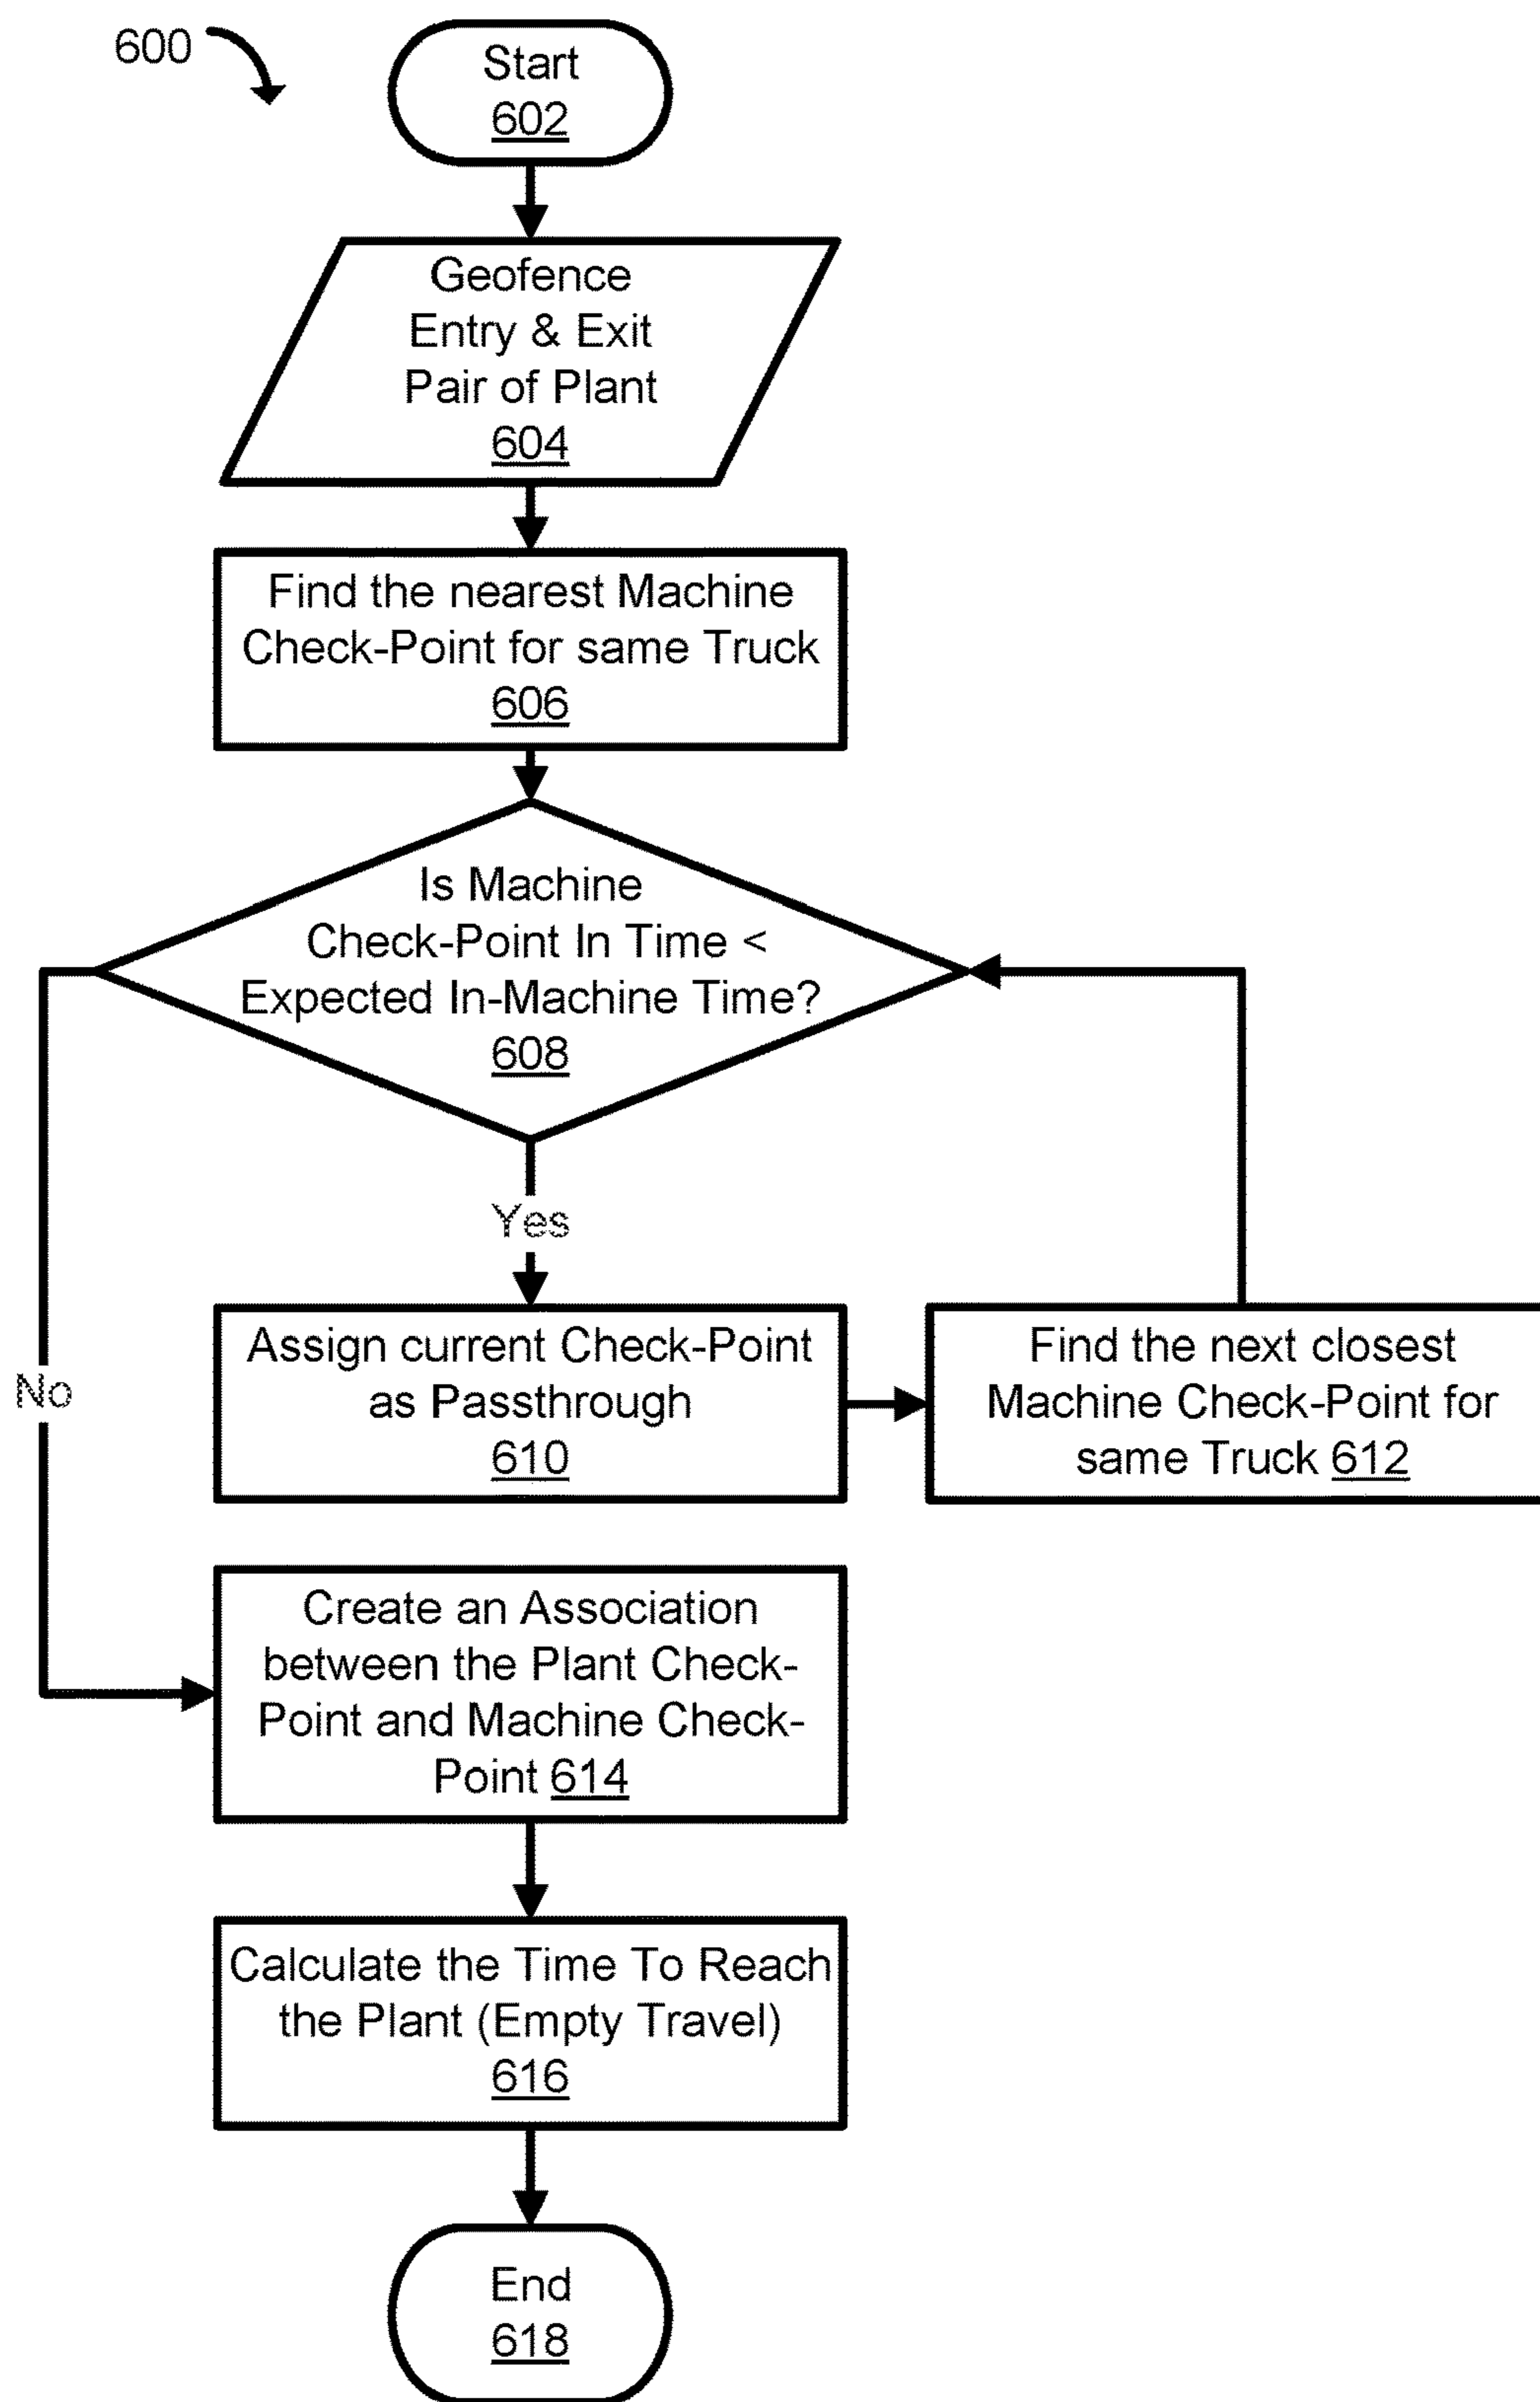 600
Start
602
Geofence
Entry & Exit
Pair of Plant
604
Find the nearest Machine
Check-Point for same Truck
606
Is Machine
Check-Point In Time <
Expected In-Machine Time?
608
Yes
No
Assign current Check-Point
as Passthrough
610
Find the next closest
Machine Check-Point for
same Truck 612
Create an Association
between the Plant Check-
Point and Machine Check-
Point 614
Calculate the Time To Reach
the Plant (Empty Travel)
616
End
618